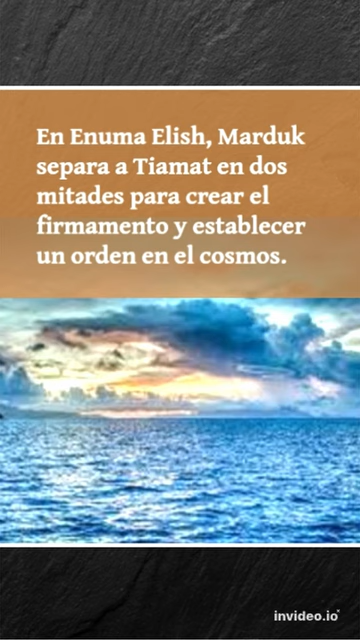 En Enuma Elish, Marduk
separa a Tiamat en dos
mitades para crear el
firmamento y establecer
un orden en el cosmos.
invideo.io